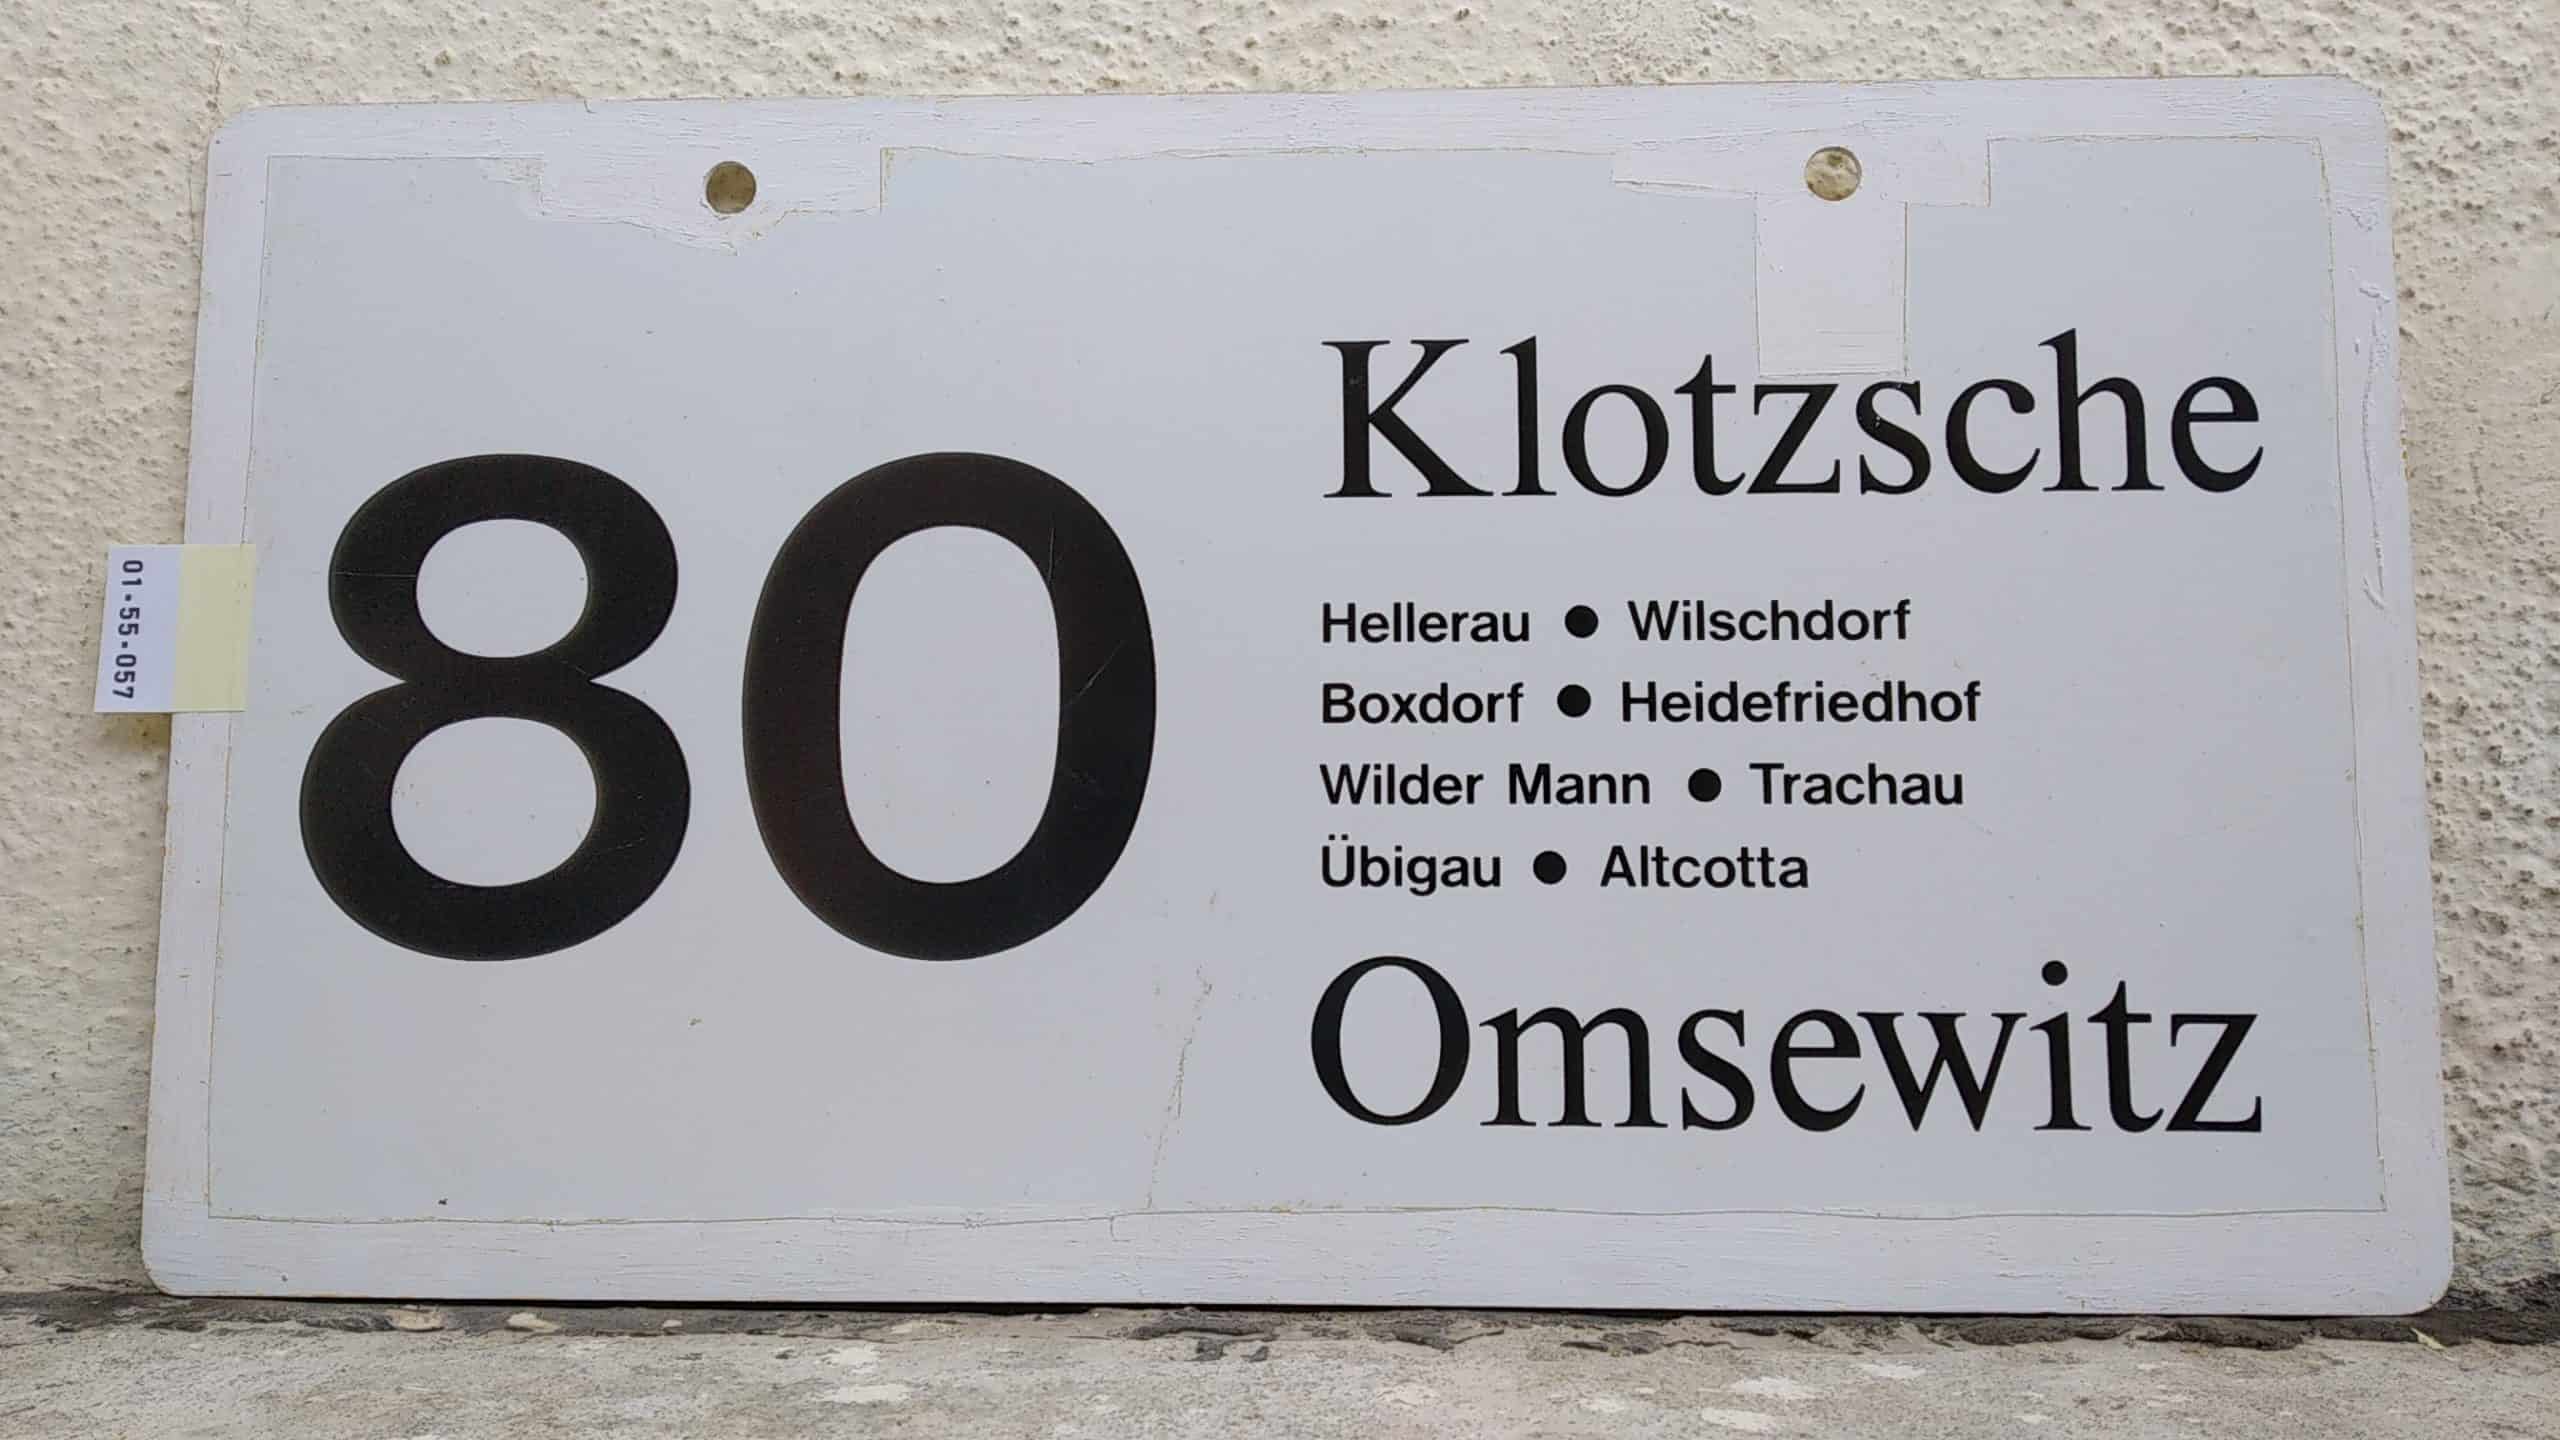 01·55·057
80
Klotzsche
Hellerau ● Wilschdorf
Boxdorf ● Heidefriedhof
Wilder Mann ● Trachau
Übigau ● Altcotta
Omsewitz